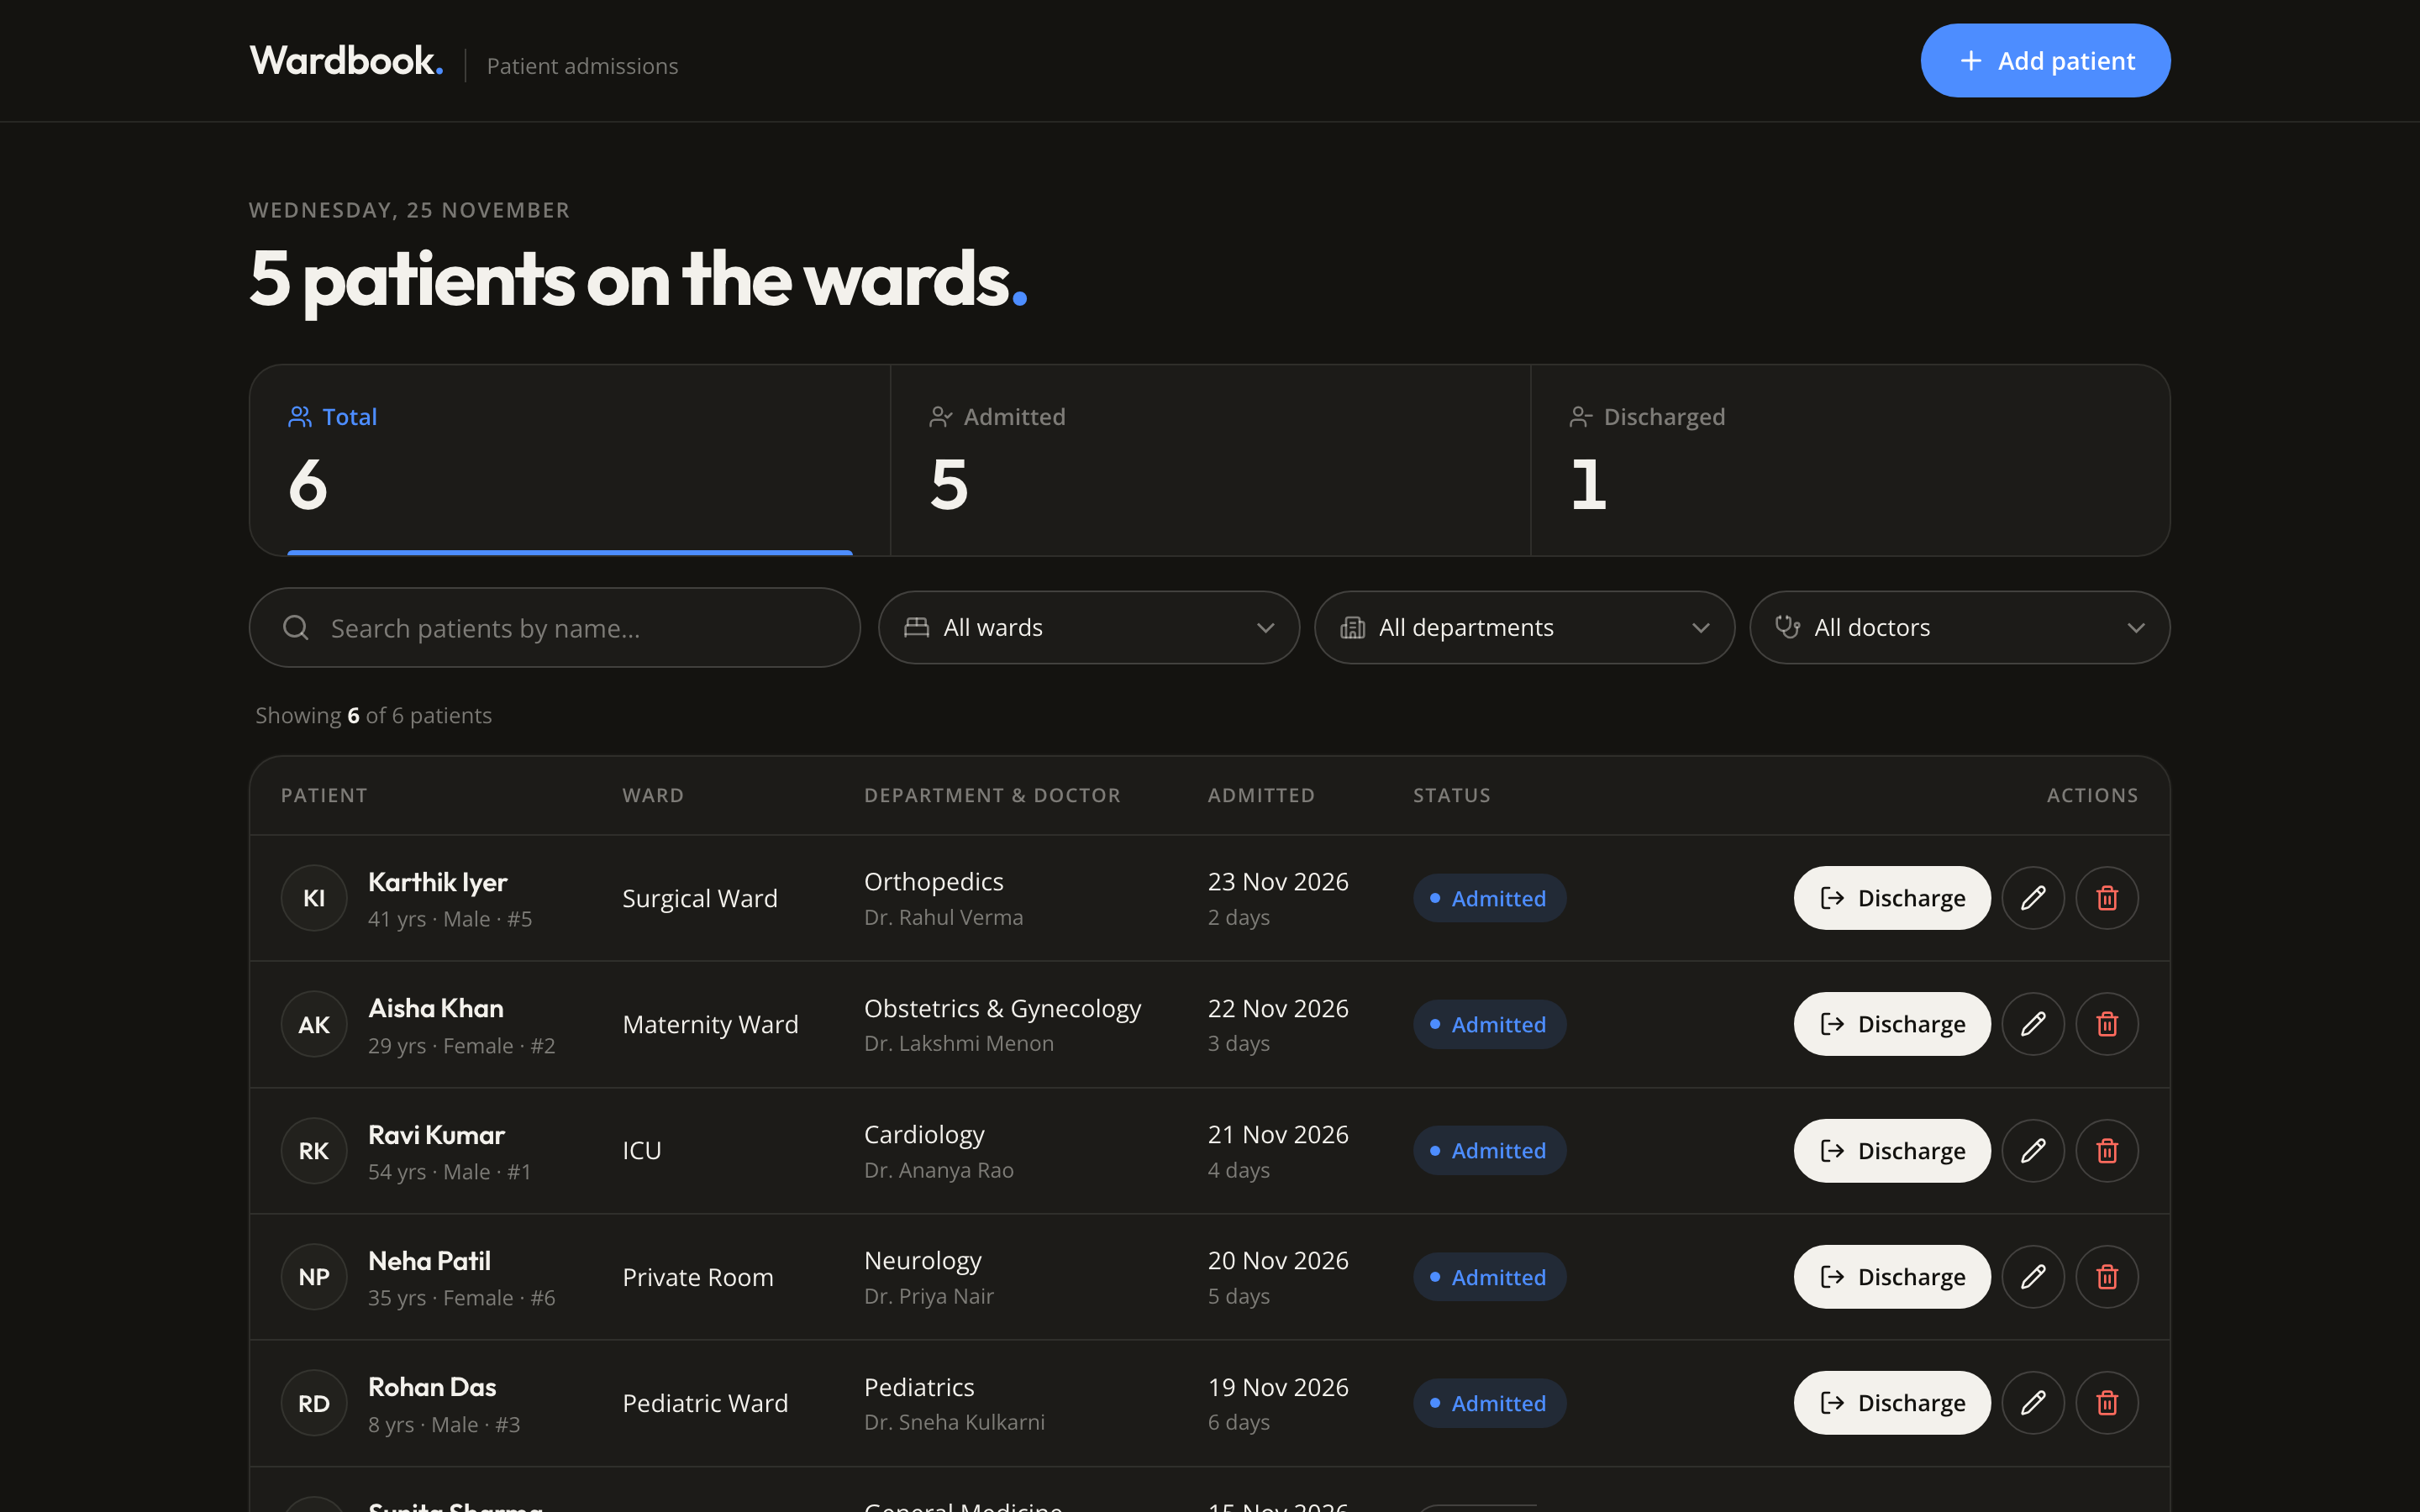 Wardbook. Patient admissions
+ Add patient
WEDNESDAY, 25 NOVEMBER
5 patients on the wards.
Total
6
Admitted
5
Discharged
1
Search patients by name...
All wards
All departments
All doctors
Showing 6 of 6 patients
PATIENT WARD DEPARTMENT & DOCTOR ADMITTED STATUS ACTIONS
KI
Karthik Iyer
41 yrs · Male · #5
Surgical Ward
Orthopedics
Dr. Rahul Verma
23 Nov 2026
2 days
Admitted
Discharge
AK
Aisha Khan
29 yrs · Female · #2
Maternity Ward
Obstetrics & Gynecology
Dr. Lakshmi Menon
22 Nov 2026
3 days
Admitted
Discharge
RK
Ravi Kumar
54 yrs · Male · #1
ICU
Cardiology
Dr. Ananya Rao
21 Nov 2026
4 days
Admitted
Discharge
NP
Neha Patil
35 yrs · Female · #6
Private Room
Neurology
Dr. Priya Nair
20 Nov 2026
5 days
Admitted
Discharge
RD
Rohan Das
8 yrs · Male · #3
Pediatric Ward
Pediatrics
Dr. Sneha Kulkarni
19 Nov 2026
6 days
Admitted
Discharge
Sunita Sharma
General Medicine
15 Nov 2026